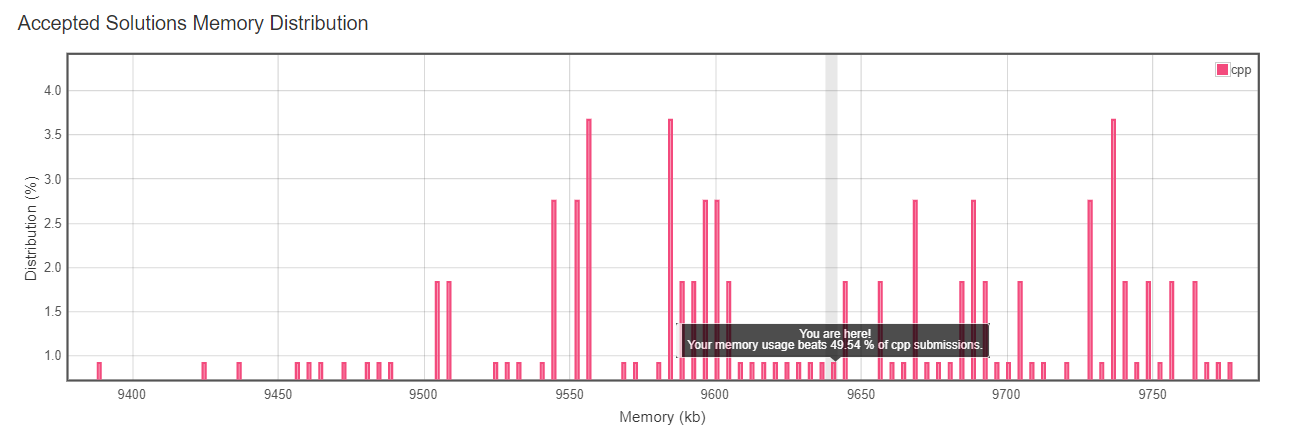 Accepted Solutions Memory Distribution
cpp
4.0
3.5
3.0
2.5
2.0
1.5
1.0
Distribution (%)
You are here!
Your memory usage beats 49.54 % of cpp submissions.
9400 9450 9500 9550 9600 9650 9700 9750
Memory (kb)